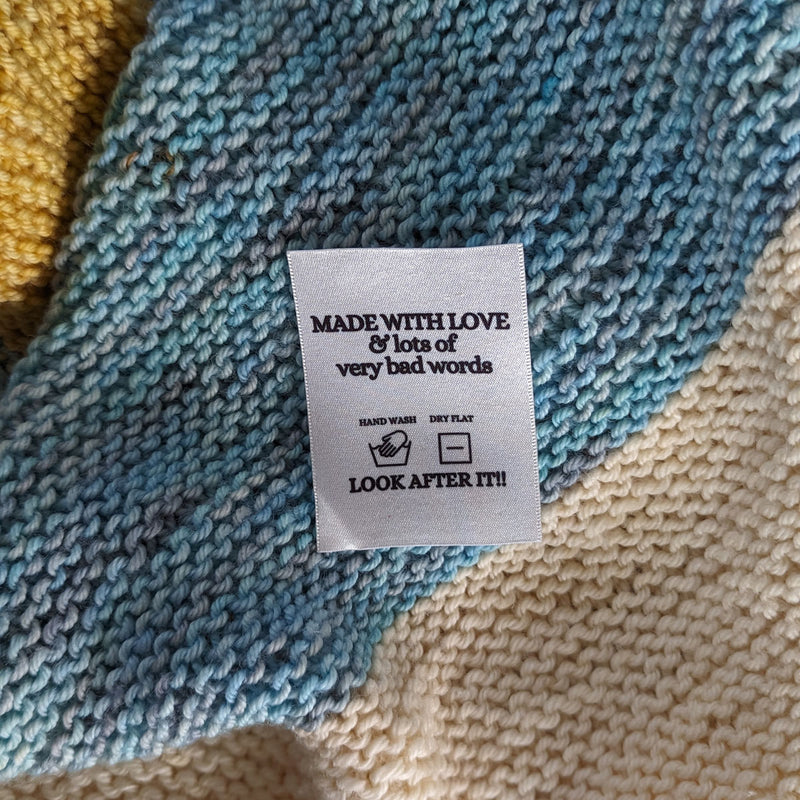 MADE WITH LOVE
& lots of
very bad words
HAND WASH DRY FLAT
LOOK AFTER IT!!